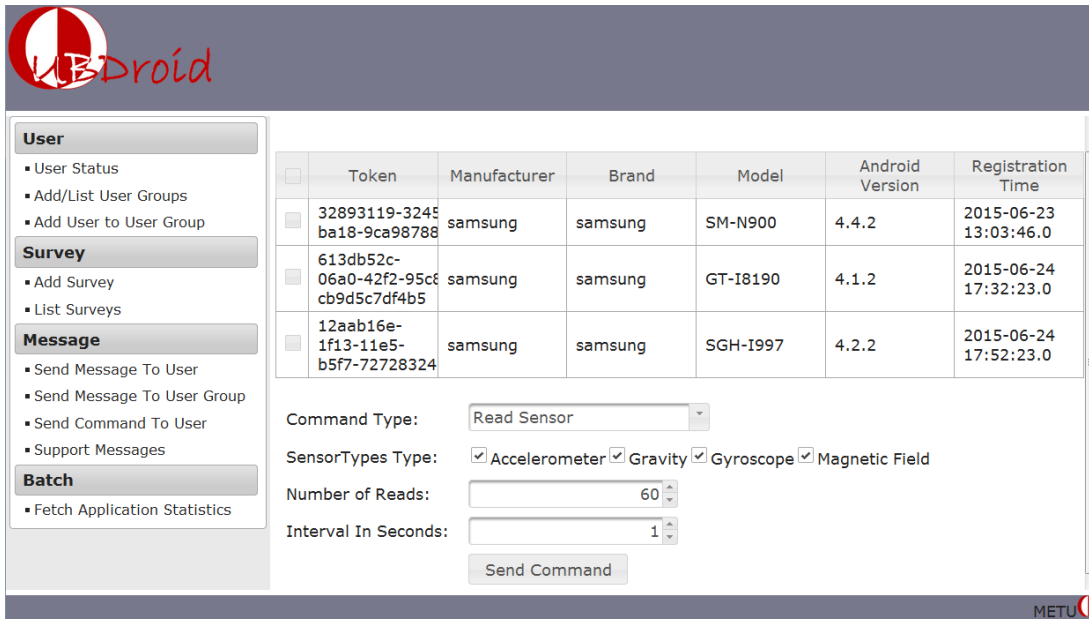 UBDroid
User
User Status
Add/List User Groups
Add User to User Group
Survey
Add Survey
List Surveys
Message
Send Message To User
Send Message To User Group
Send Command To User
Support Messages
Batch
Fetch Application Statistics
Token Manufacturer Brand Model Android Version Registration Time
32893119-3245
ba18-9ca98788 samsung samsung SM-N900 4.4.2 2015-06-23 13:03:46.0
613db52c-
06a0-42f2-95c8
cb9d5c7df4b5 samsung samsung GT-I8190 4.1.2 2015-06-24 17:32:23.0
12aab16e-
1f13-11e5-
b5f7-72728324 samsung samsung SGH-I997 4.2.2 2015-06-24 17:52:23.0
Command Type: Read Sensor
SensorTypes Type: Accelerometer Gravity Gyroscope Magnetic Field
Number of Reads: 60
Interval In Seconds: 1
Send Command
METU